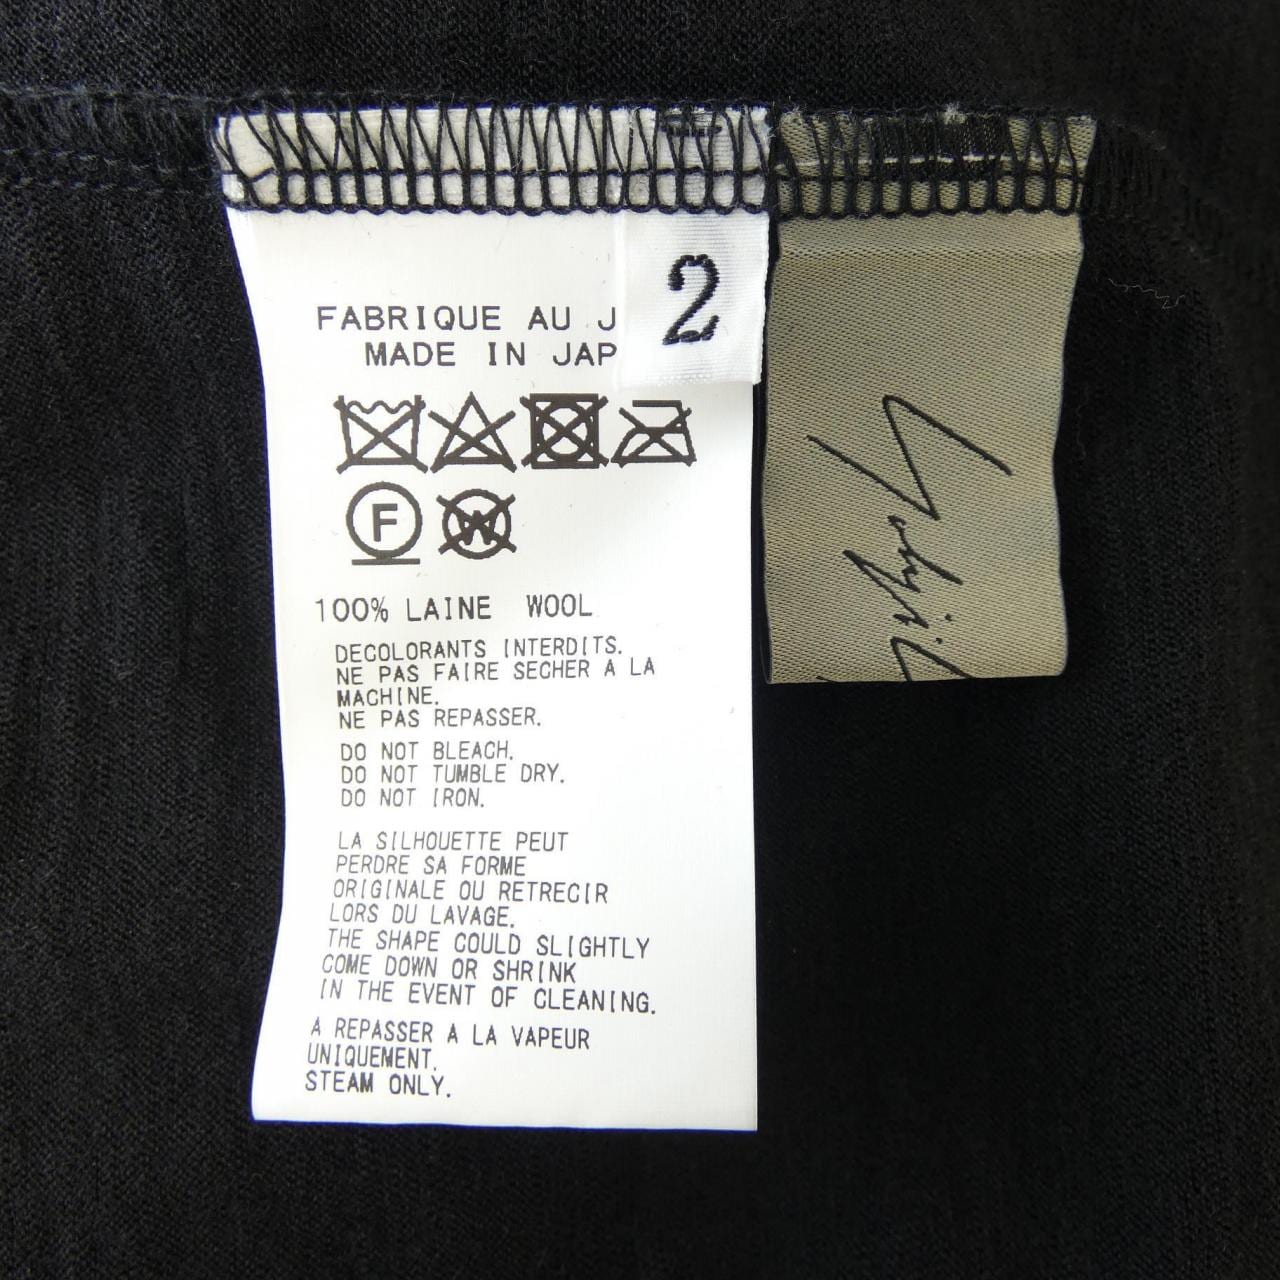 2
FABRIQUE AU J
MADE IN JAP
F
W
100% LAINE WOOL
DECOLORANTS INTERDITS.
NE PAS FAIRE SECHER A LA
MACHINE.
NE PAS REPASSER.
DO NOT BLEACH.
DO NOT TUMBLE DRY.
DO NOT IRON.
LA SILHOUETTE PEUT
PERDRE SA FORME
ORIGINALE OU RETRECIR
LORS DU LAVAGE.
THE SHAPE COULD SLIGHTLY
COME DOWN OR SHRINK
IN THE EVENT OF CLEANING.
A REPASSER A LA VAPEUR
UNIQUEMENT.
STEAM ONLY.